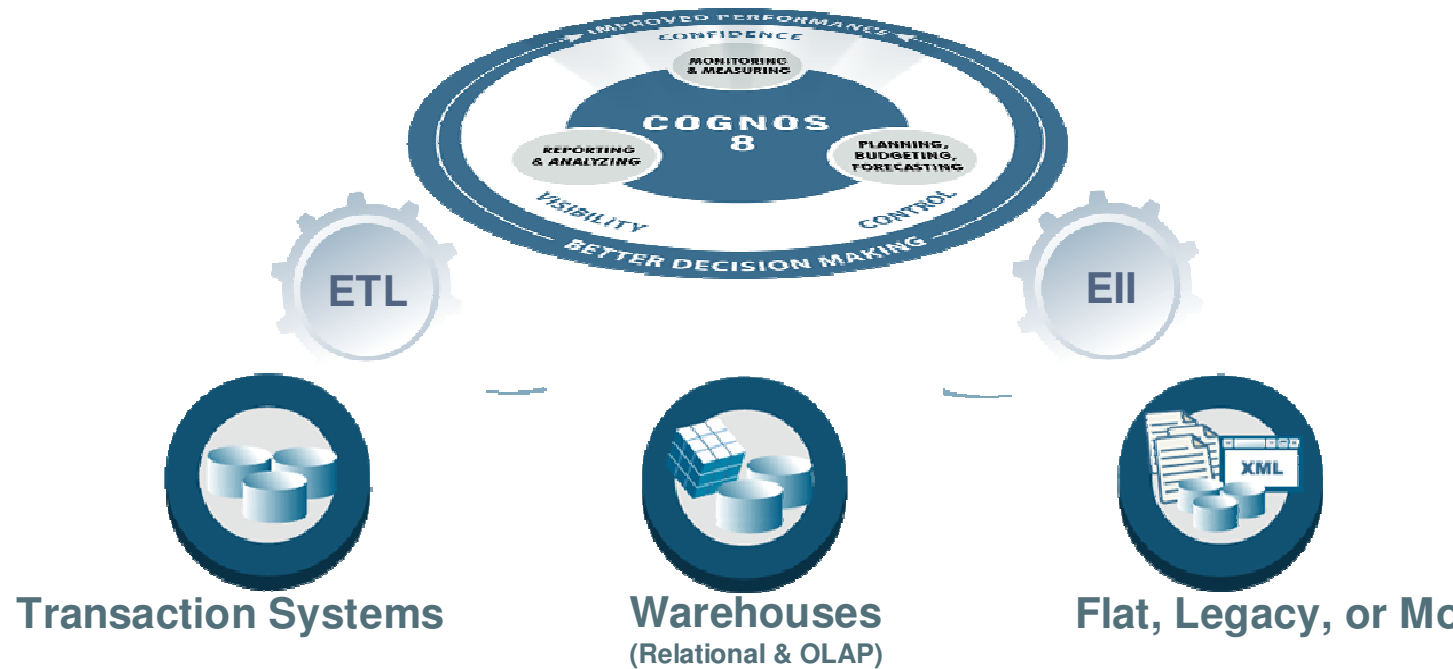 IMPROVED PERFORMANCE
CONFIDENCE
MONITORING
& MEASURING
COGNOS
8
REPORTING
& ANALYZING
PLANNING,
BUDGETING,
FORECASTING
VISIBILITY
CONTROL
BETTER DECISION MAKING
ETL
EII
XML
Transaction Systems
Warehouses
(Relational & OLAP)
Flat, Legacy, or Mo